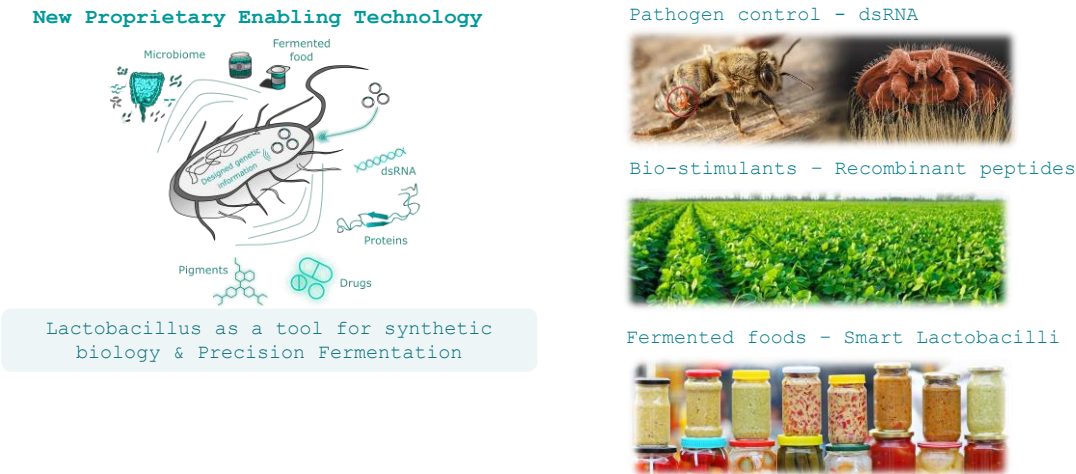 New Proprietary Enabling Technology
Microbiome
Fermented
food
Designed genetic
information
dsRNA
Proteins
Pigments
Drugs
Lactobacillus as a tool for synthetic
biology & Precision Fermentation
Pathogen control - dsRNA
Bio-stimulants – Recombinant peptides
Fermented foods – Smart Lactobacilli